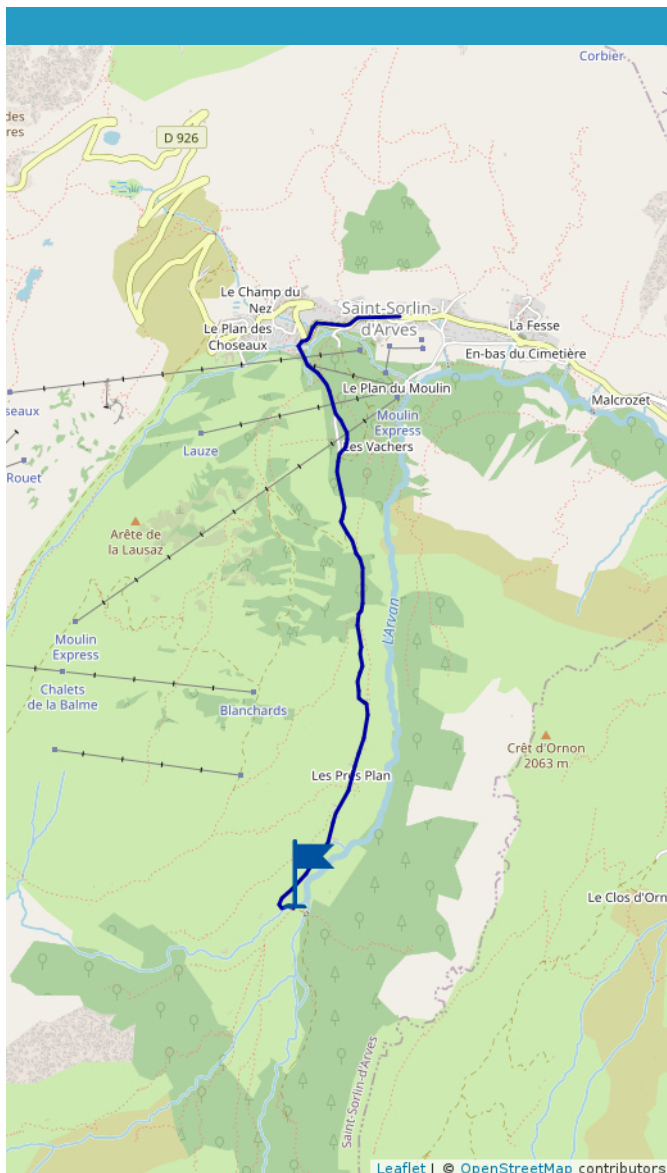 Corbier
des
res
D 926
Le Champ du
Nez
Saint-Sorlin-
d'Arves
La Fesse
Le Plan des
Choseaux
En-bas du Cimetière
Le Plan du Moulin
Malcrozet
seaux
Moulin
Express
Les Vachers
Lauze
Rouet
Arête de
la Lausaz
L'Arvan
Moulin
Express
Chalets
de la Balme
Blanchards
Crêt d'Ornon
2063 m
Les Prés Plan
Le Clos d'Orn
Saint-Sorlin-d'Arves
Leaflet | © OpenStreetMap contributors